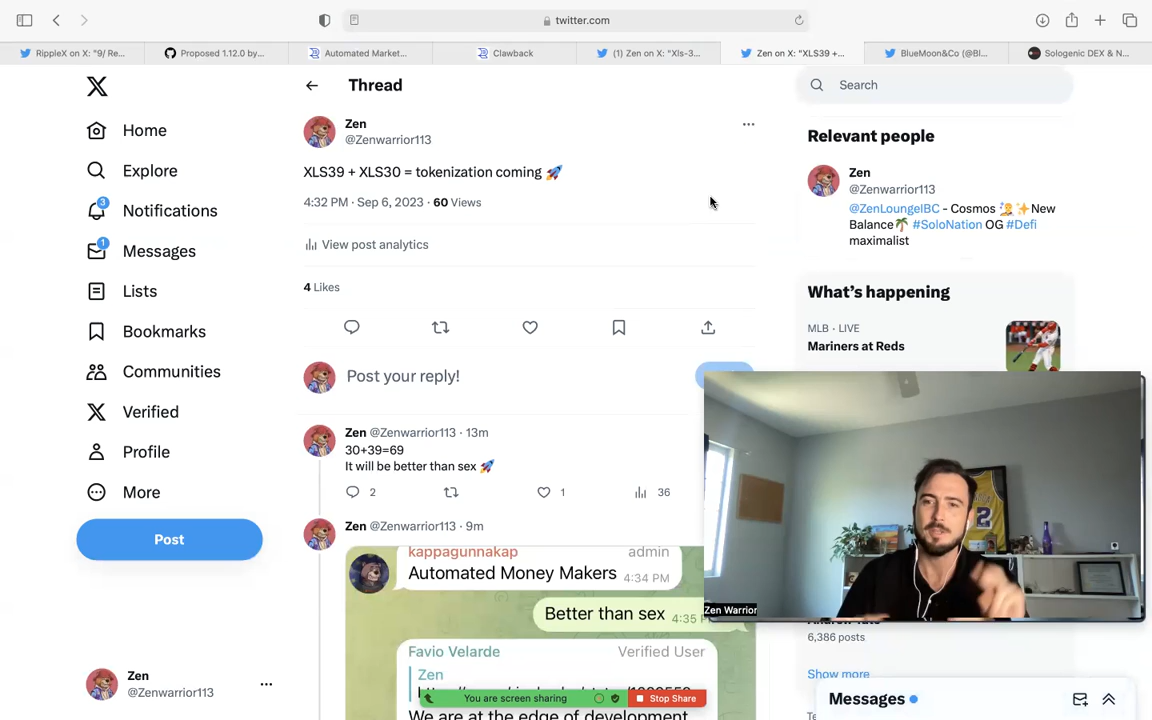 twitter.com
RippleX on X: "9/ Re...
Proposed 1.12.0 by...
Automated Market...
Clawback
(1) Zen on X: "Xls-3...
Zen on X: "XLS39 +...
BlueMoon&Co (@Bl...
Sologenic DEX & N...
Home
Explore
3
Notifications
1
Messages
Lists
Bookmarks
Communities
Verified
Profile
More
Post
Zen
@Zenwarrior113
Thread
Zen
@Zenwarrior113
XLS39 + XLS30 = tokenization coming 🚀
4:32 PM · Sep 6, 2023 · 60 Views
View post analytics
4 Likes
Post your reply!
Zen @Zenwarrior113 · 13m
30+39=69
It will be better than sex 🚀
2
1
36
Zen @Zenwarrior113 · 9m
kappagunnakap admin
Automated Money Makers 4:34 PM
Better than sex 4:35
Favio Velarde Verified User
Zen
We are at the edge of development
You are screen sharing
Stop Share
Search
Relevant people
Zen
@Zenwarrior113
@ZenLoungeIBC - Cosmos 🏄✨New
Balance🌴 #SoloNation OG #Defi
maximalist
What's happening
MLB · LIVE
Mariners at Reds
Zen Warrior
6,386 posts
Show more
Messages